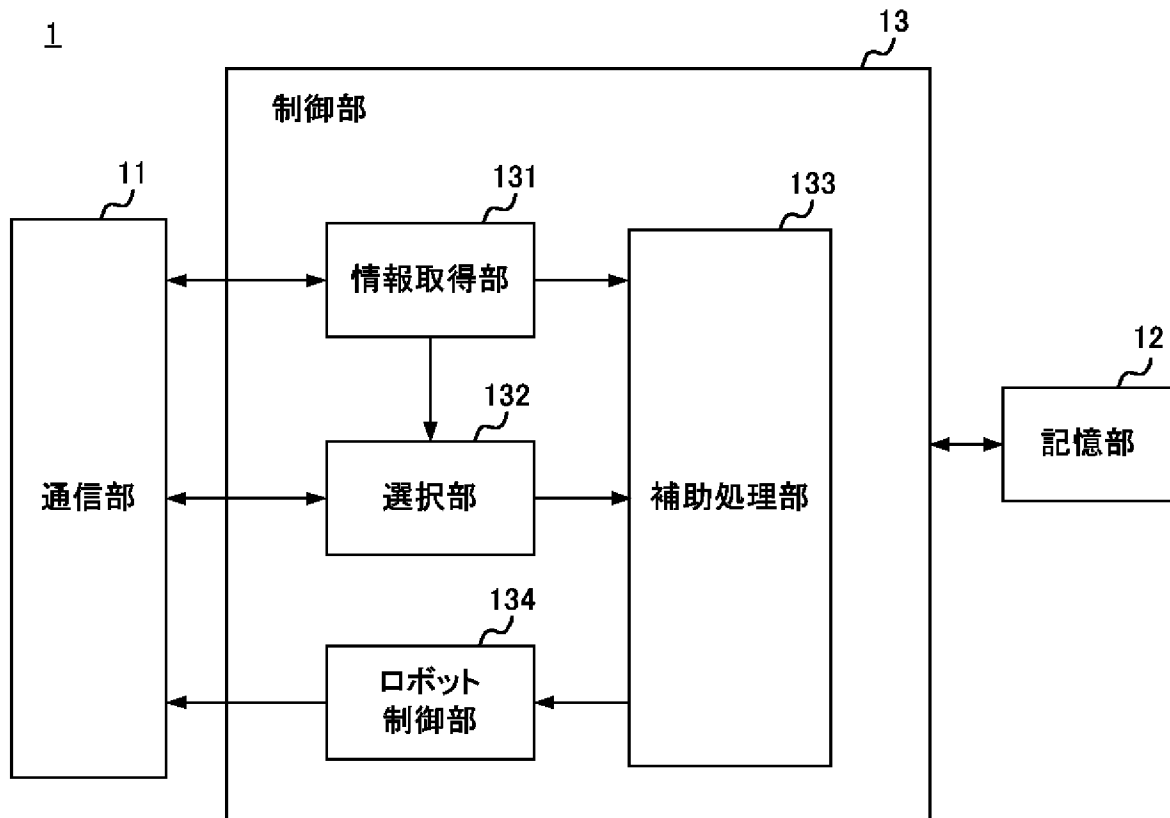 1
13
制御部
11
131
133
情報取得部
12
132
記憶部
通信部
選択部
補助処理部
134
ロボット
制御部